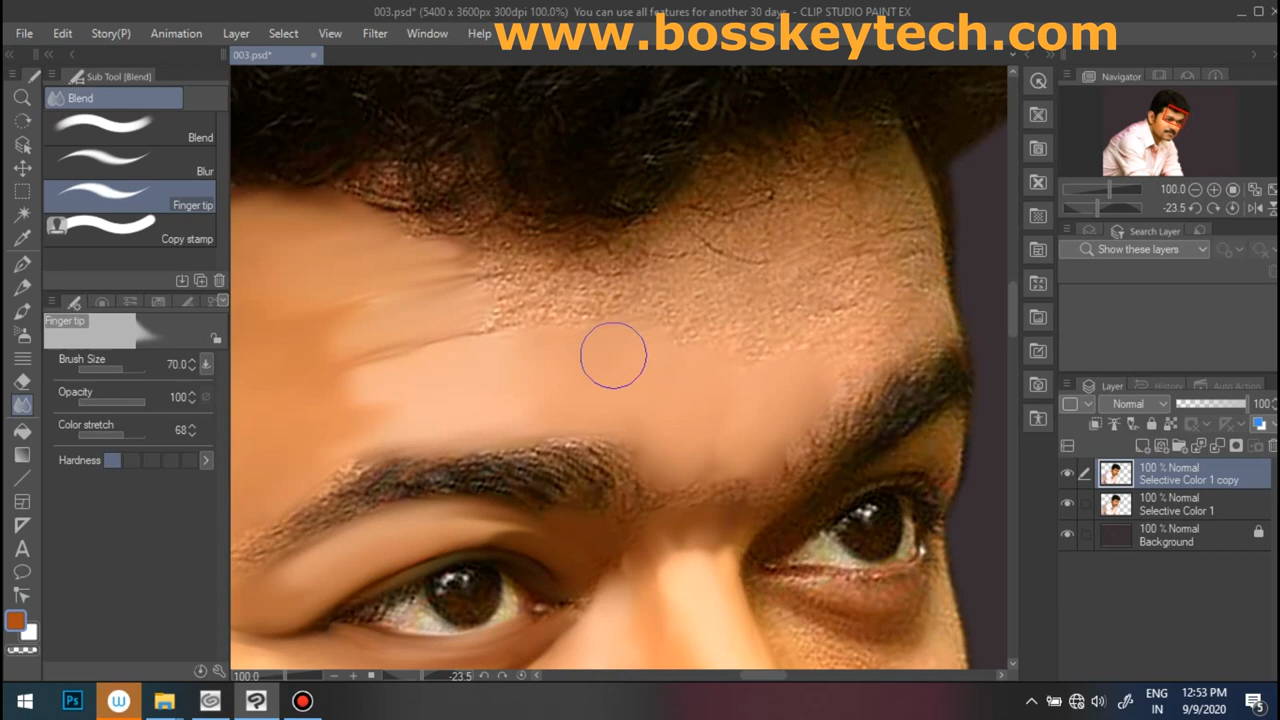 003.psd* (5400 x 3600px 300dpi 100.0%) You can use all features for another 30 days. - CLIP STUDIO PAINT EX
www.bosskeytech.com
File Edit Story(P) Animation Layer Select View Filter Window Help
003.psd*
Sub Tool [Blend]
Navigator
Blend
Blend
Blur
Finger tip
Copy stamp
100.0
-23.5
Search Layer
Show these layers
Finger tip
Brush Size 70.0
Opacity 100
Color stretch 68
Hardness
Layer History Auto Action
Normal 100
100 % Normal
Selective Color 1 copy
100 % Normal
Selective Color 1
100 % Normal
Background
100.0 -23.5
Ps
ENG
IN
12:53 PM
9/9/2020
5